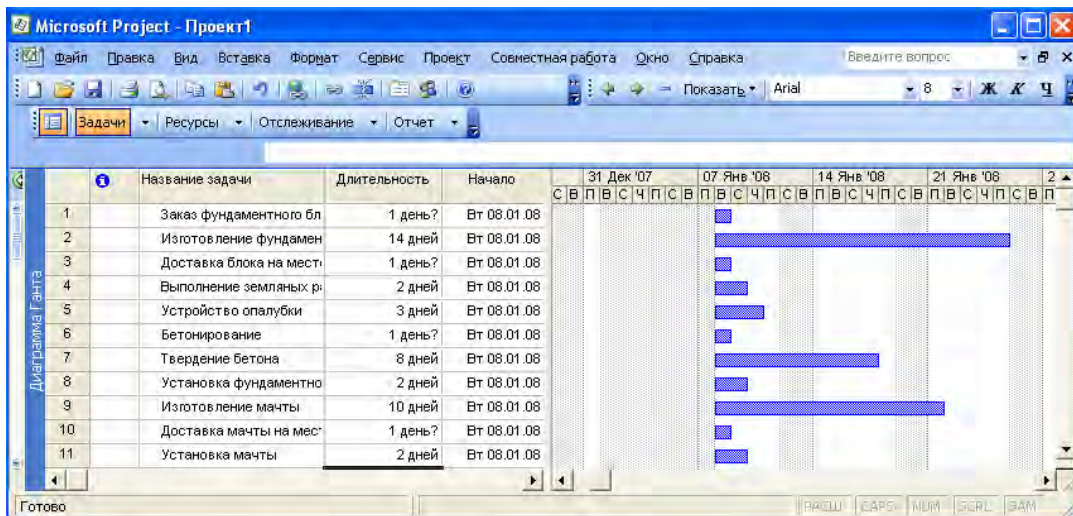 Microsoft Project - Проект1
Файл Правка Вид Вставка Формат Сервис Проект Совместная работа Окно Справка Введите вопрос
Показать Arial 8 Ж К Ч
Задачи Ресурсы Отслеживание Отчет
Название задачи Длительность Начало 31 Дек '07 07 Янв '08 14 Янв '08 21 Янв '08 2
С В П В С Ч П С В П В С Ч П С В П В С Ч П С В П В С Ч П С В П
1 Заказ фундаментного бл 1 день? Вт 08.01.08
2 Изготовление фундамен 14 дней Вт 08.01.08
3 Доставка блока на место 1 день? Вт 08.01.08
4 Выполнение земляных р 2 дней Вт 08.01.08
5 Устройство опалубки 3 дней Вт 08.01.08
6 Бетонирование 1 день? Вт 08.01.08
7 Твердение бетона 8 дней Вт 08.01.08
8 Установка фундаментно 2 дней Вт 08.01.08
9 Изготовление мачты 10 дней Вт 08.01.08
10 Доставка мачты на мес 1 день? Вт 08.01.08
11 Установка мачты 2 дней Вт 08.01.08
Диаграмма Ганта
Готово РАСШ CAPS NUM SCRL ЗАМ